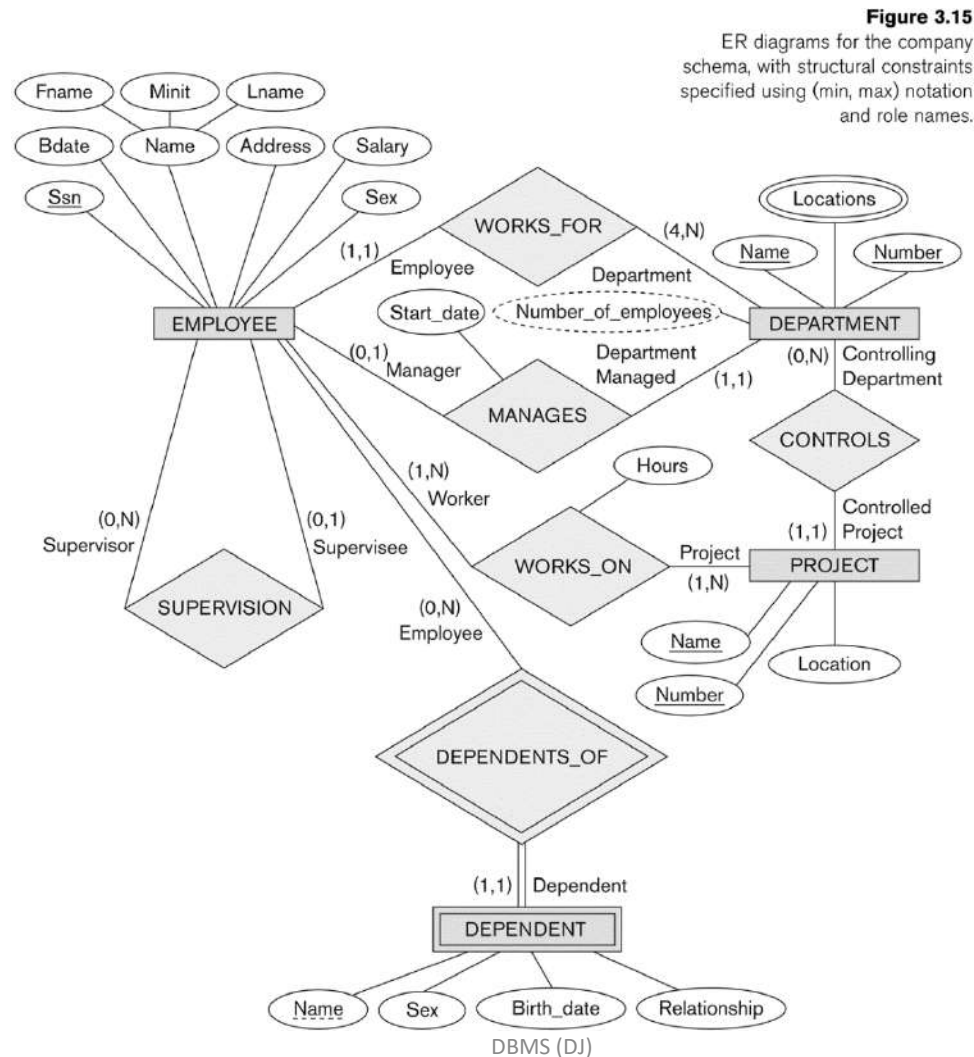 Figure 3.15
ER diagrams for the company
schema, with structural constraints
specified using (min, max) notation
and role names.
Fname
Minit
Lname
Bdate
Name
Address
Salary
Ssn
Sex
WORKS_FOR
Locations
(1,1)
Employee
(4,N)
Department
Name
Number
Start_date
Number_of_employees
EMPLOYEE
DEPARTMENT
(0,1)
Manager
Department
Managed
(1,1)
(0,N)
Controlling
Department
MANAGES
CONTROLS
Hours
(1,N)
Worker
(0,N)
Supervisor
(0,1)
Supervisee
Controlled
Project
(1,1)
WORKS_ON
Project
(1,N)
PROJECT
SUPERVISION
(0,N)
Employee
Name
Location
Number
DEPENDENTS_OF
(1,1)
Dependent
DEPENDENT
Name
Sex
Birth_date
Relationship
DBMS (DJ)